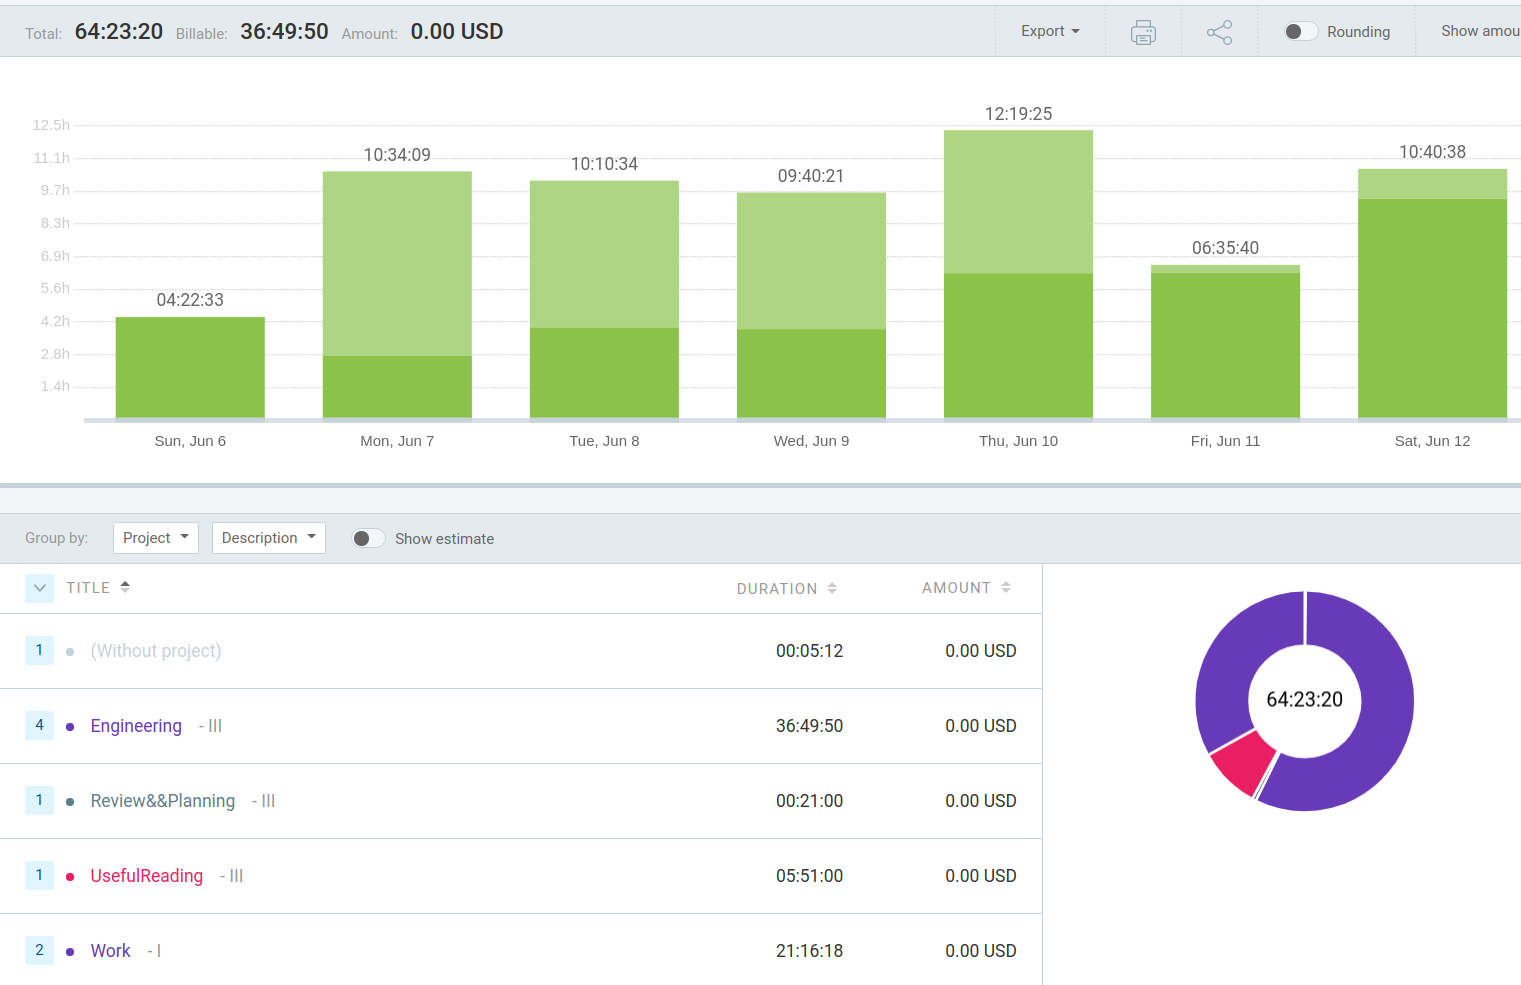 Total: 64:23:20 Billable: 36:49:50 Amount: 0.00 USD Export Rounding Show amou
12:19:25
12.5h
11.1h 10:34:09 10:10:34 10:40:38
9.7h 09:40:21
8.3h
6.9h 06:35:40
5.6h 04:22:33
4.2h
2.8h
1.4h
Sun, Jun 6 Mon, Jun 7 Tue, Jun 8 Wed, Jun 9 Thu, Jun 10 Fri, Jun 11 Sat, Jun 12
Group by: Project Description Show estimate
TITLE DURATION AMOUNT
1 (Without project) 00:05:12 0.00 USD
4 Engineering - III 36:49:50 0.00 USD
1 Review&&Planning - III 00:21:00 0.00 USD
1 UsefulReading - III 05:51:00 0.00 USD
2 Work - I 21:16:18 0.00 USD
64:23:20